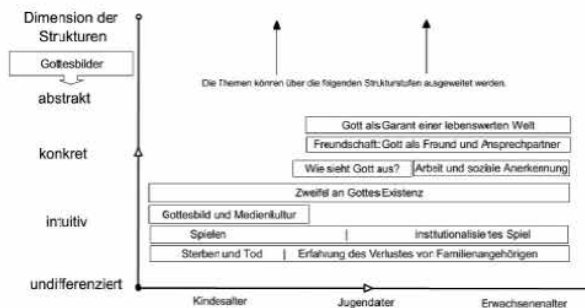 Dimension der
Strukturen
Gottesbilder
Die Themen können über die folgenden Strukturstufen ausgeweitet werden.
abstrakt
Gott als Garant einer lebenswerten Welt
Freundschaft: Gott als Freund und Ansprechpartner
konkret
Wie sieht Gott aus?
Arbeit und soziale Anerkennung
Zweifel an Gottes Existenz
Gottesbild und Medienkultur
intuitiv
Spielen | institutionalisiertes Spiel
Sterben und Tod | Erfahrung des Verlustes von Familienangehörigen
undifferenziert
Kindesalter Jugendater Erwachsenenalter